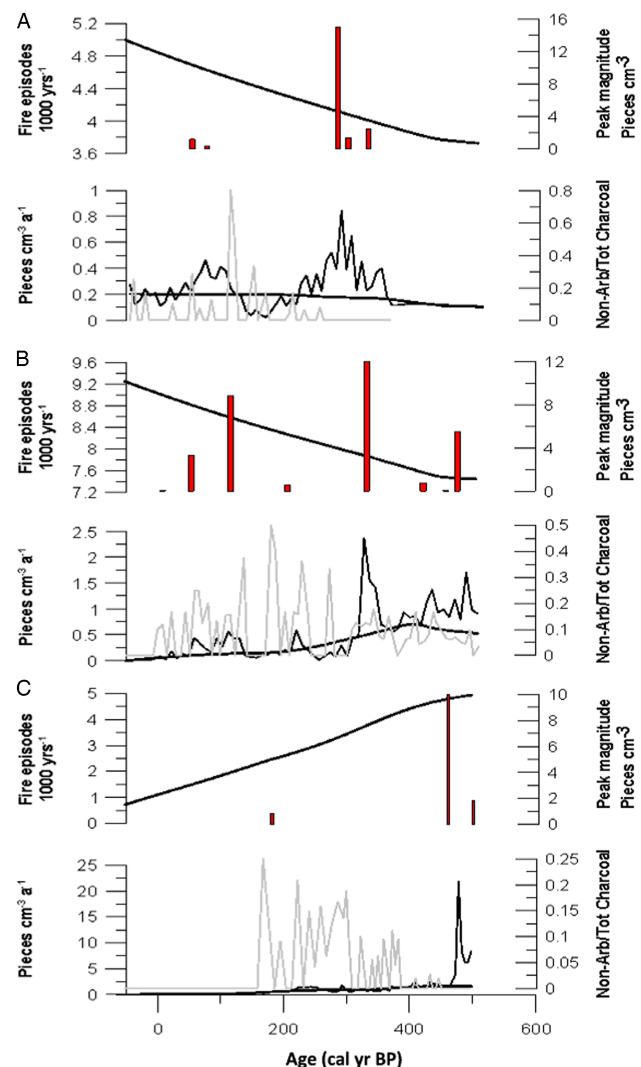 A
Fire episodes
1000 yrs-1
5.2
4.8
4.4
4
3.6
16
12
8
4
0
Peak magnitude
Pieces cm-3
Pieces cm-3 a-1
1
0.8
0.6
0.4
0.2
0
0.8
0.6
0.4
0.2
0
Non-Arb/Tot Charcoal
B
Fire episodes
1000 yrs-1
9.6
9.2
8.8
8.4
8
7.6
7.2
12
8
4
0
Peak magnitude
Pieces cm-3
Pieces cm-3 a-1
2.5
2
1.5
1
0.5
0
0.5
0.4
0.3
0.2
0.1
0
Non-Arb/Tot Charcoal
C
Fire episodes
1000 yrs-1
5
4
3
2
1
0
10
8
6
4
2
0
Peak magnitude
Pieces cm-3
Pieces cm-3 a-1
25
20
15
10
5
0
0.25
0.2
0.15
0.1
0.05
0
Non-Arb/Tot Charcoal
0 200 400 600
Age (cal yr BP)